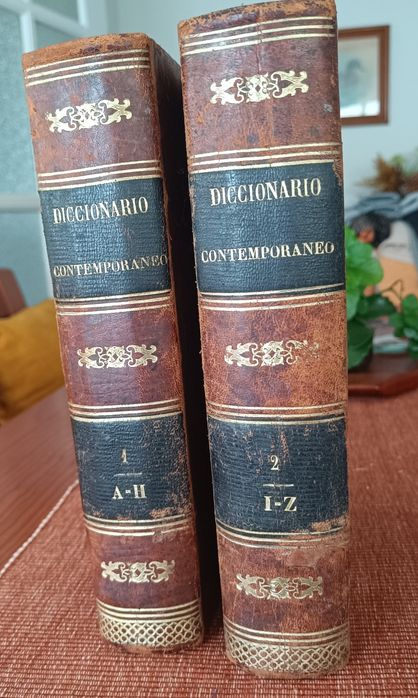 DICCIONARIO
CONTEMPORANEO
1
A-H
DICCIONARIO
CONTEMPORANEO
2
I-Z